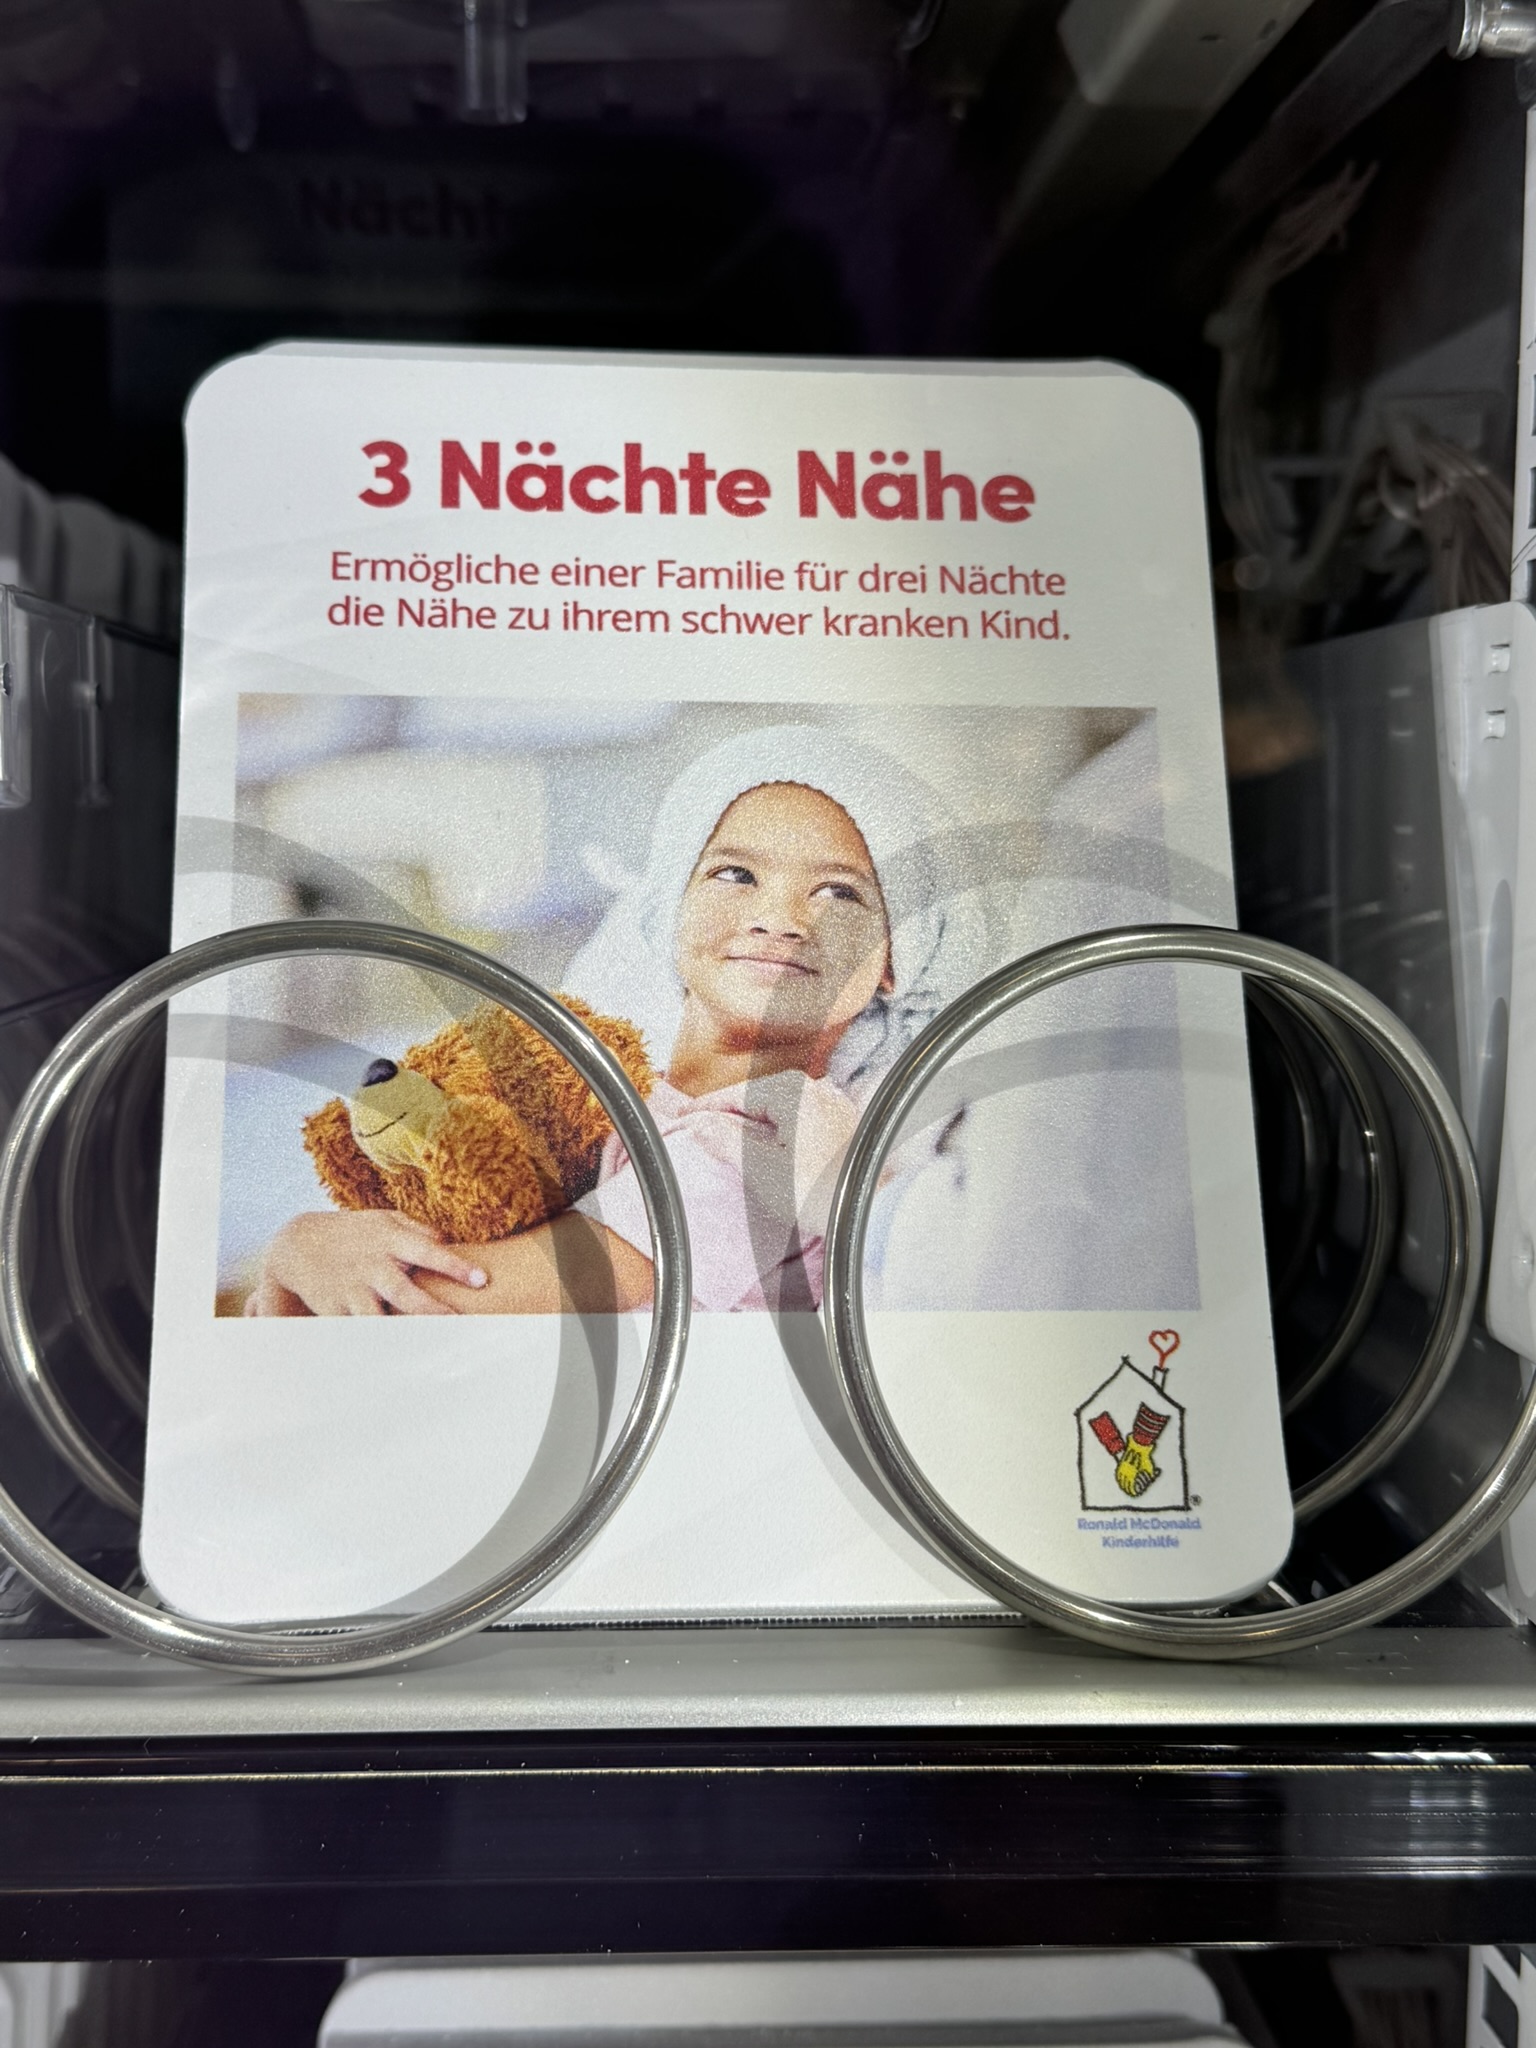 Nächt
3 Nächte Nähe
Ermögliche einer Familie für drei Nächte
die Nähe zu ihrem schwer kranken Kind.
Ronald McDonald
Kinderhilfe